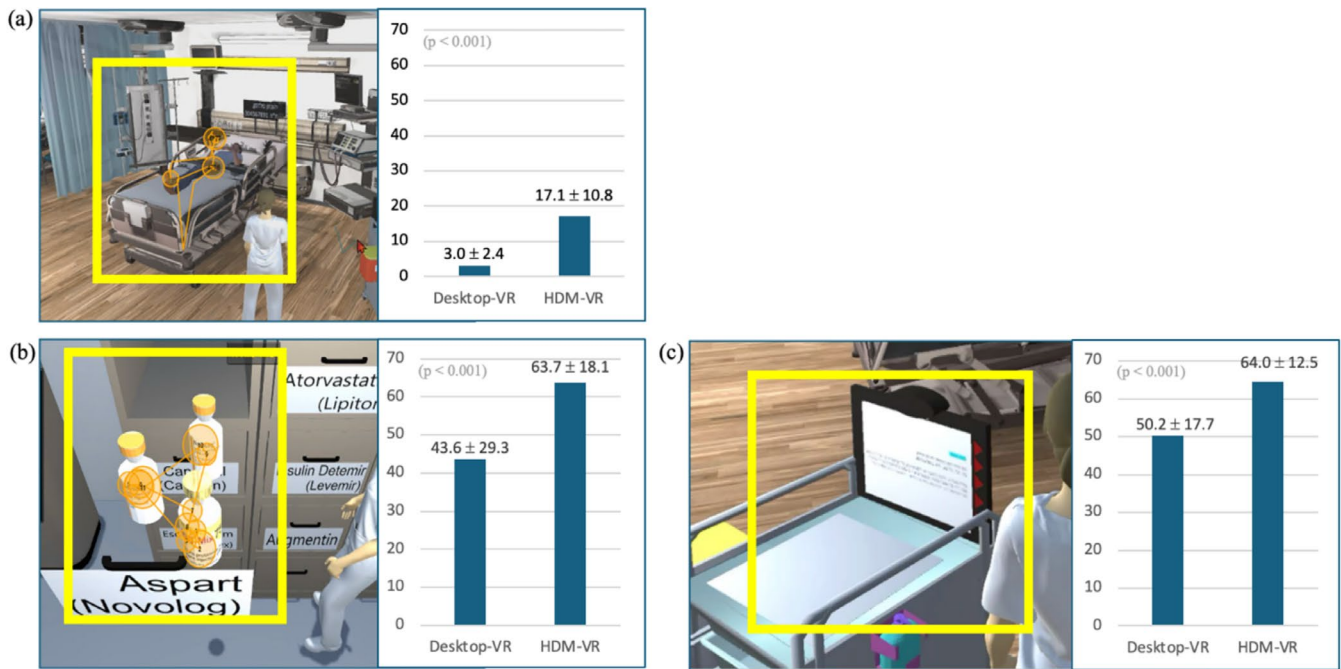 (a)
70
(p < 0.001)
60
50
40
30
20
10
0
17.1 ± 10.8
3.0 ± 2.4
Desktop-VR
HDM-VR
(b)
Atorvastat
(Lipitor
Insulin Detemir
(Levemir)
Augmentin
Aspart
(Novolog)
70
(p < 0.001)
60
50
40
30
20
10
0
63.7 ± 18.1
43.6 ± 29.3
Desktop-VR
HDM-VR
(c)
70
(p < 0.001)
60
50
40
30
20
10
0
64.0 ± 12.5
50.2 ± 17.7
Desktop-VR
HDM-VR